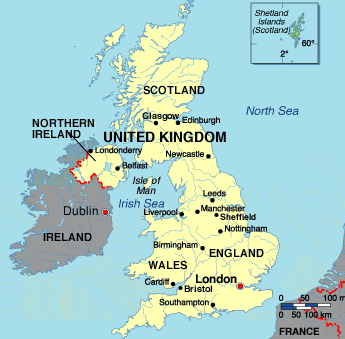 Shetland
Islands
(Scotland)
60°
2°
SCOTLAND
North Sea
Glasgow
Edinburgh
NORTHERN
IRELAND
UNITED KINGDOM
Londonderry
Newcastle
Belfast
Isle of
Man
Leeds
Irish Sea
Dublin
Liverpool
Manchester
Sheffield
Nottingham
IRELAND
Birmingham
ENGLAND
WALES
London
Cardiff
Bristol
Southampton
0 50 100 m
0 50 100 km
FRANCE